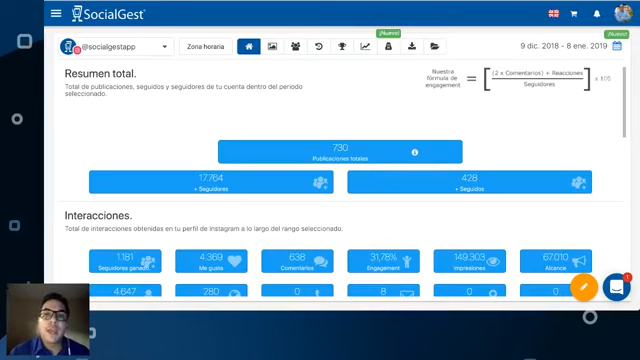 SocialGest
@socialgestapp
Zona horaria
¡Nuevo!
9 dic. 2018 - 8 ene. 2019
¡Nuevo!
Resumen total.
Total de publicaciones, seguidos y seguidores de tu cuenta dentro del periodo
seleccionado.
Nuestra
fórmula de
engagement
=
(2 x Comentarios) + Reacciones
Seguidores
730
Publicaciones totales
17.764
+ Seguidores
428
+ Seguidos
Interacciones.
Total de interacciones obtenidas en tu perfil de Instagram a lo largo del rango seleccionado.
1.181
Seguidores ganado
4.369
Me gusta
638
Comentarios
31,78%
Engagement
149.303
Impresiones
67.010
Alcance
4.647
280
0
8
0
0
1